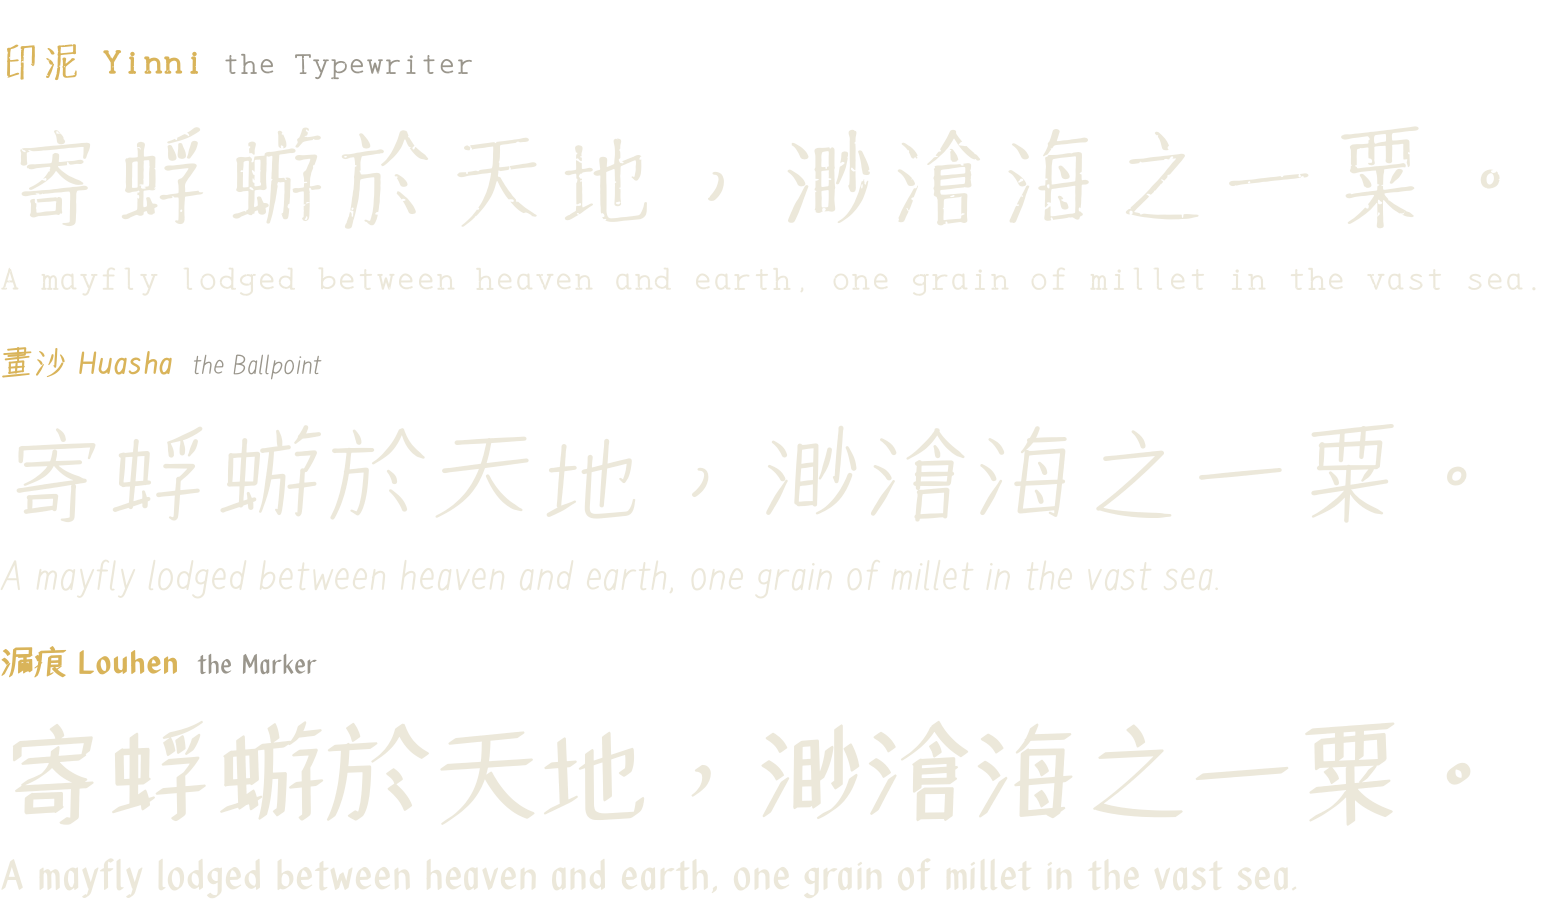 印泥 Yinni the Typewriter
寄蜉蝣於天地，渺滄海之一粟。
A mayfly lodged between heaven and earth, one grain of millet in the vast sea.
畫沙 Huasha the Ballpoint
寄蜉蝣於天地，渺滄海之一粟。
A mayfly lodged between heaven and earth, one grain of millet in the vast sea.
漏痕 Louhen the Marker
寄蜉蝣於天地，渺滄海之一粟。
A mayfly lodged between heaven and earth, one grain of millet in the vast sea.